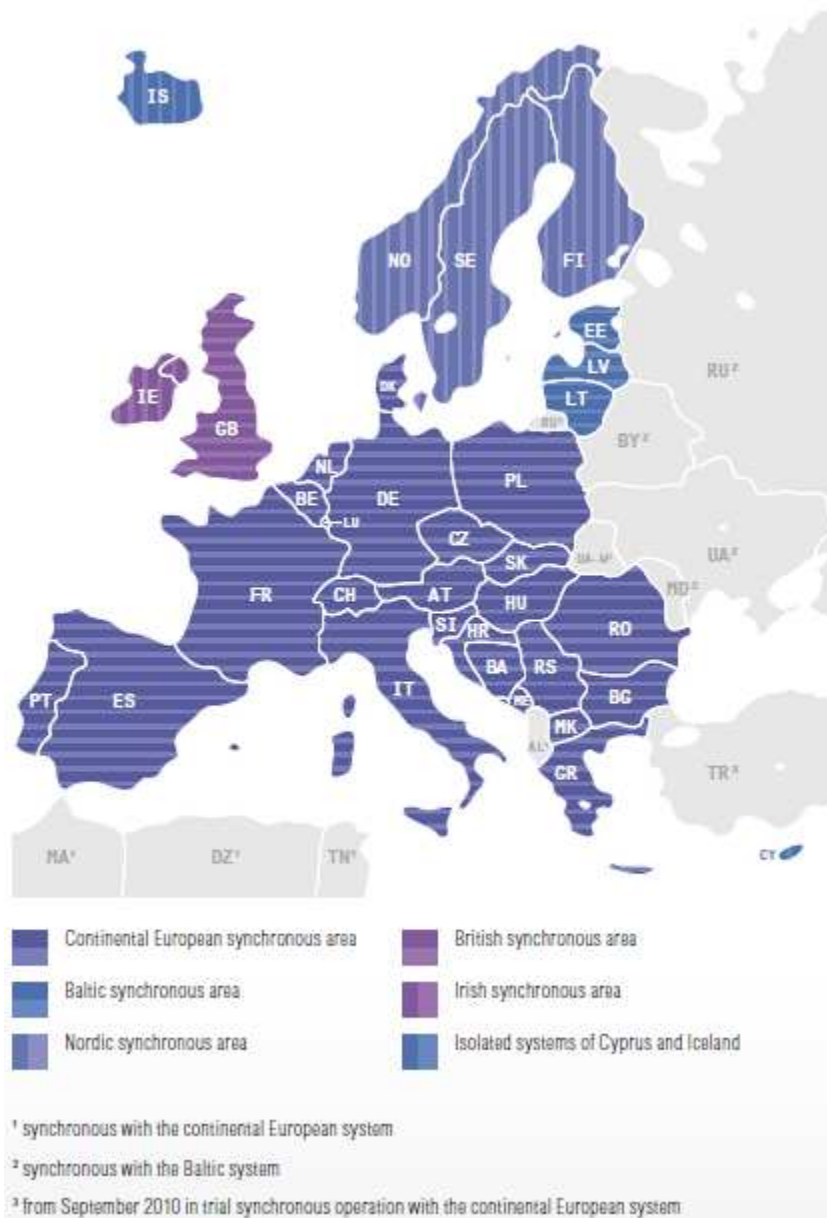 IS
NO
SE
FI
EE
LV
LT
RU²
BY²
IE
GB
DK
NL
BE
LU
DE
PL
CZ
SK
UA²
MD²
FR
CH
AT
HU
SI
HR
RO
BA
RS
ME
BG
PT
ES
IT
MK
AL¹
GR
TR³
MA¹
DZ¹
TN¹
CY
Continental European synchronous area
British synchronous area
Baltic synchronous area
Irish synchronous area
Nordic synchronous area
Isolated systems of Cyprus and Iceland
¹ synchronous with the continental European system
² synchronous with the Baltic system
³ from September 2010 in trial synchronous operation with the continental European system